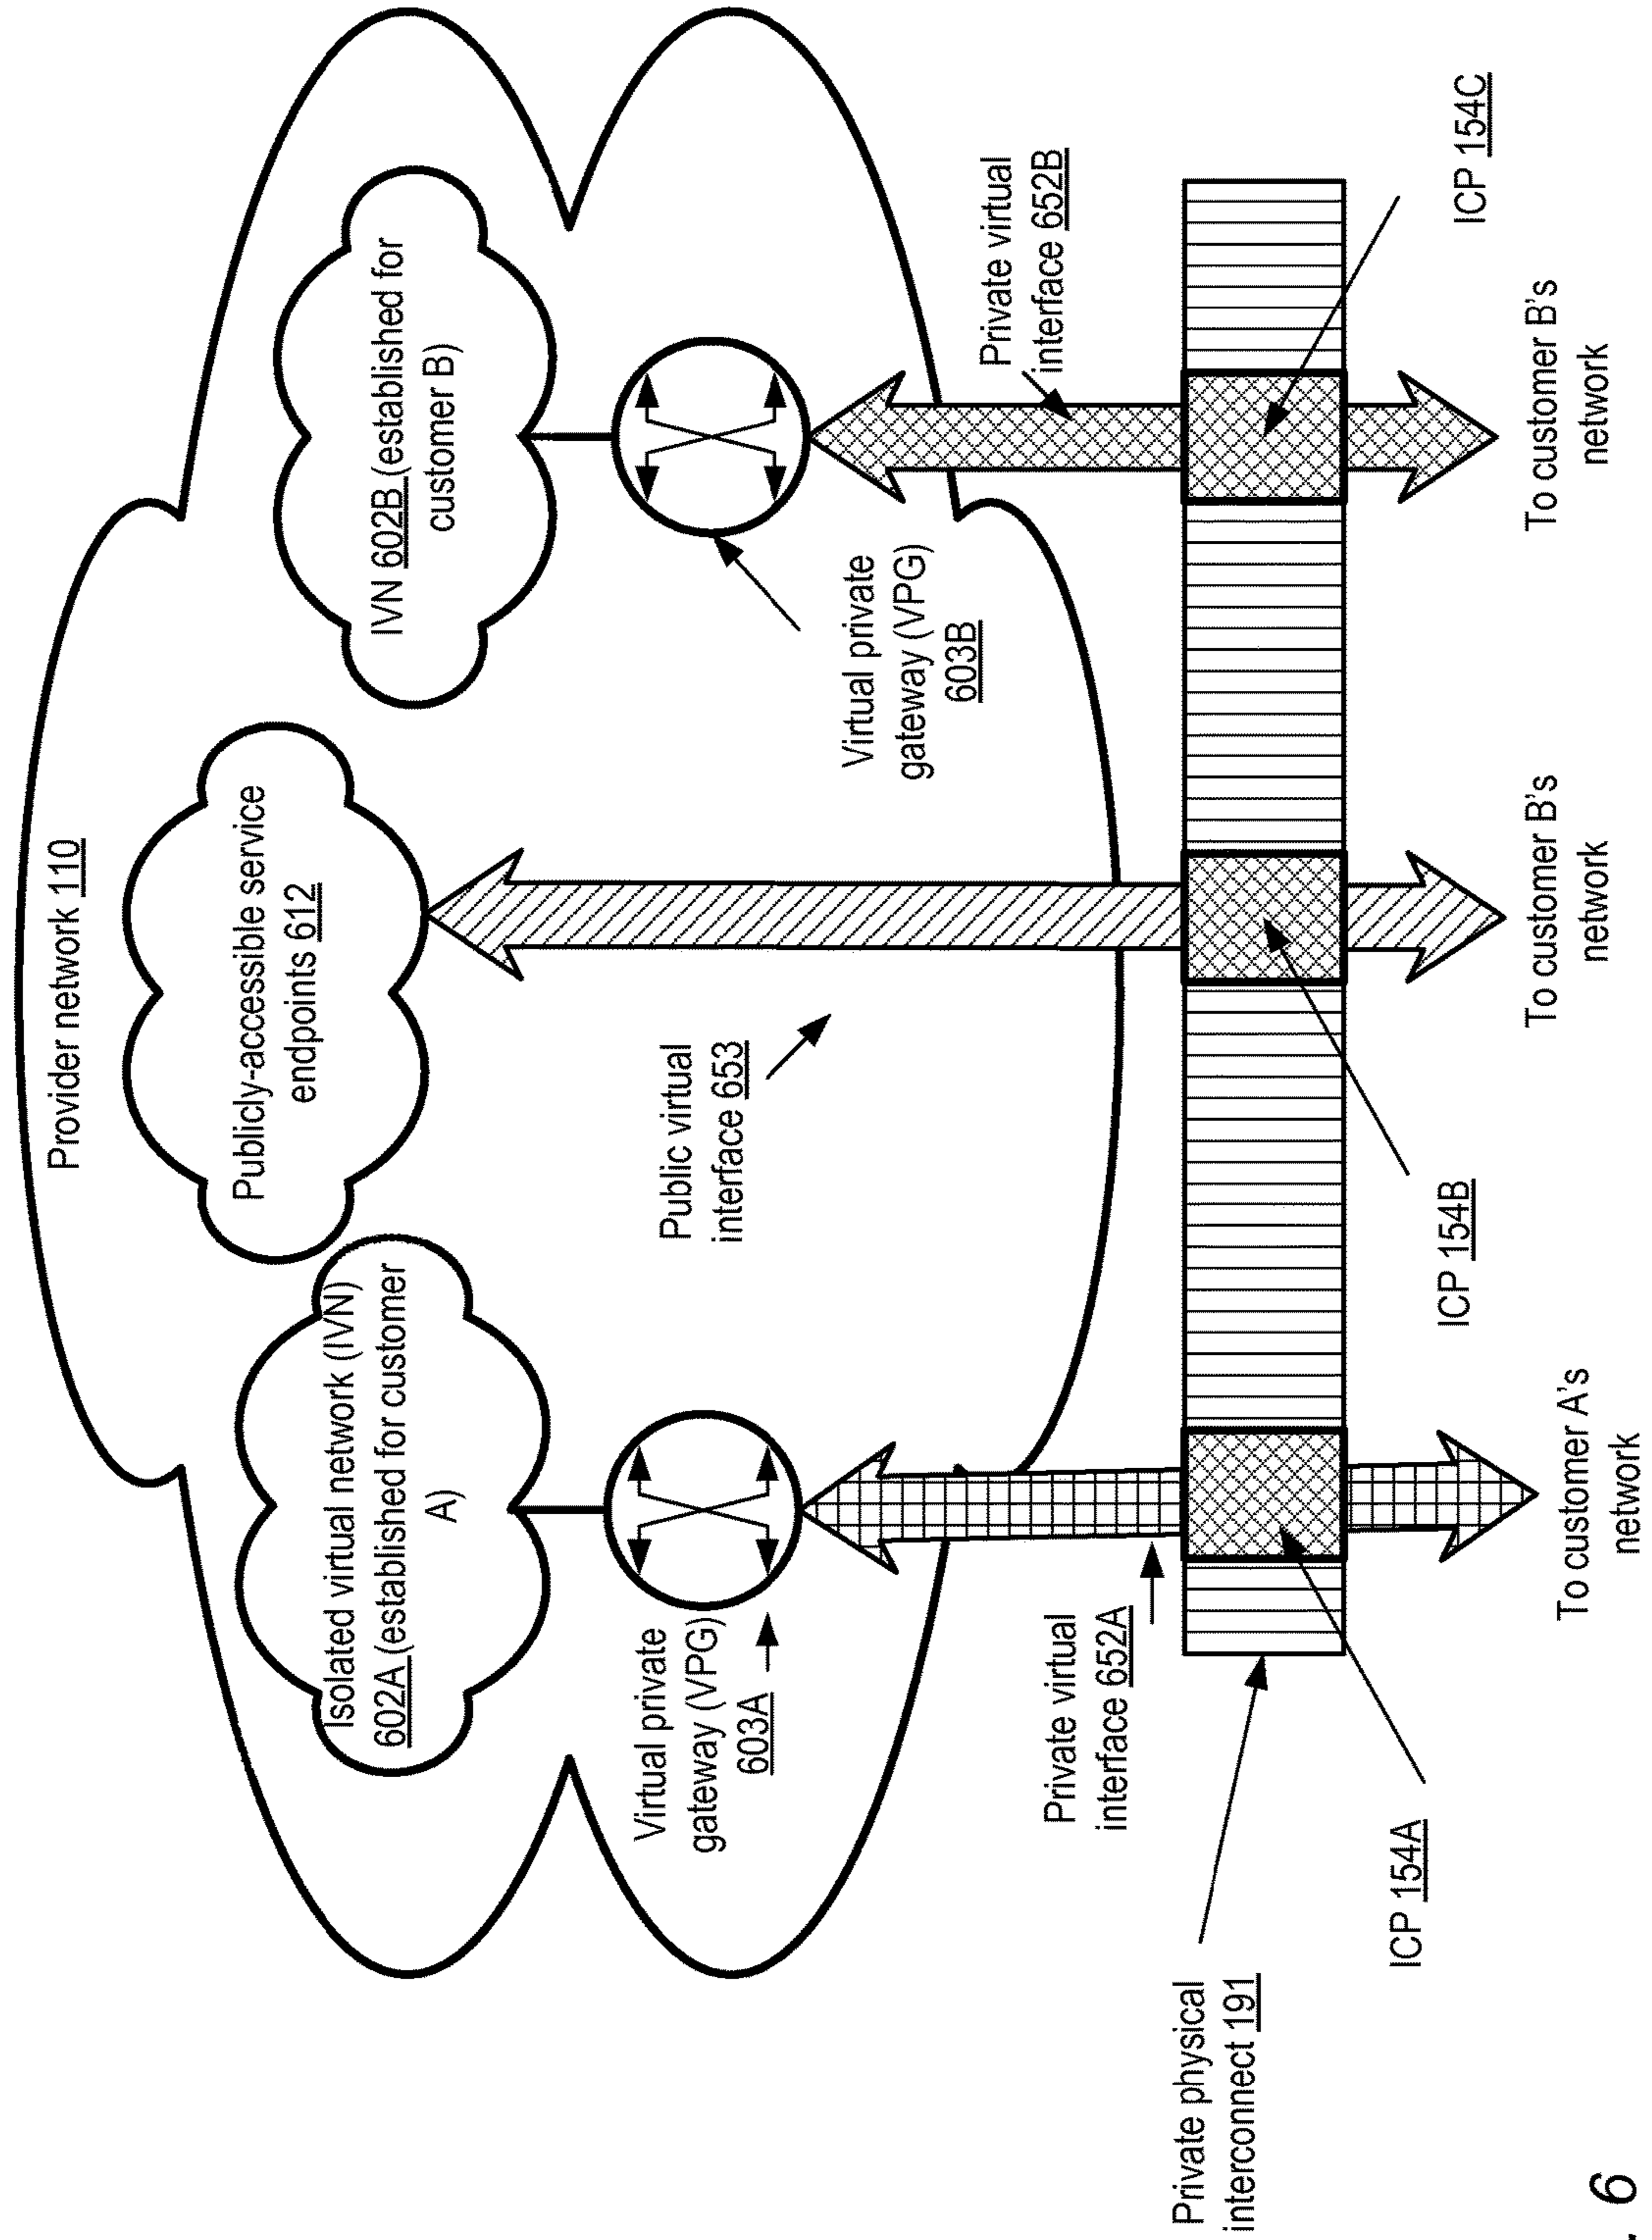 Provider network 110
Isolated virtual network (IVN)
602A (established for customer
A)
Publicly-accessible service
endpoints 612
IVN 602B (established for
customer B)
Virtual private
gateway (VPG)
603A
Public virtual
interface 653
Virtual private
gateway (VPG)
603B
Private virtual
interface 652A
Private virtual
interface 652B
Private physical
interconnect 191
ICP 154A
ICP 154B
ICP 154C
To customer A's
network
To customer B's
network
To customer B's
network
. 6